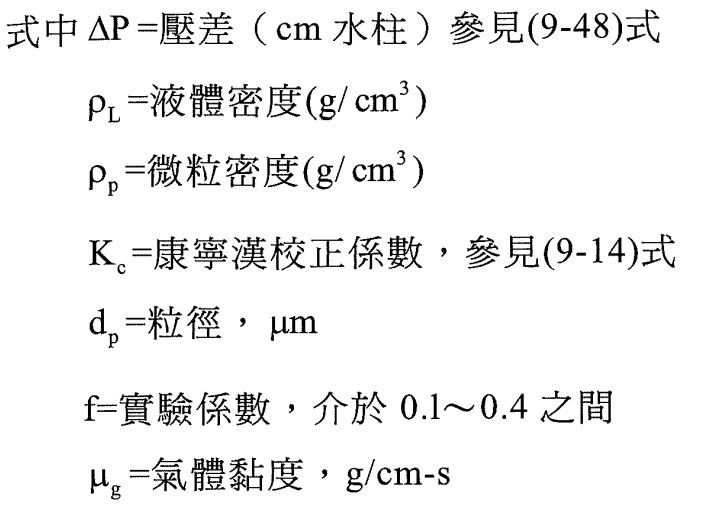 式中 ΔP =壓差（cm 水柱）參見(9-48)式
ρL =液體密度(g/ cm³)
ρp =微粒密度(g/ cm³)
Kc =康寧漢校正係數，參見(9-14)式
dp =粒徑，μm
f=實驗係數，介於 0.1～0.4 之間
μg =氣體黏度，g/cm-s